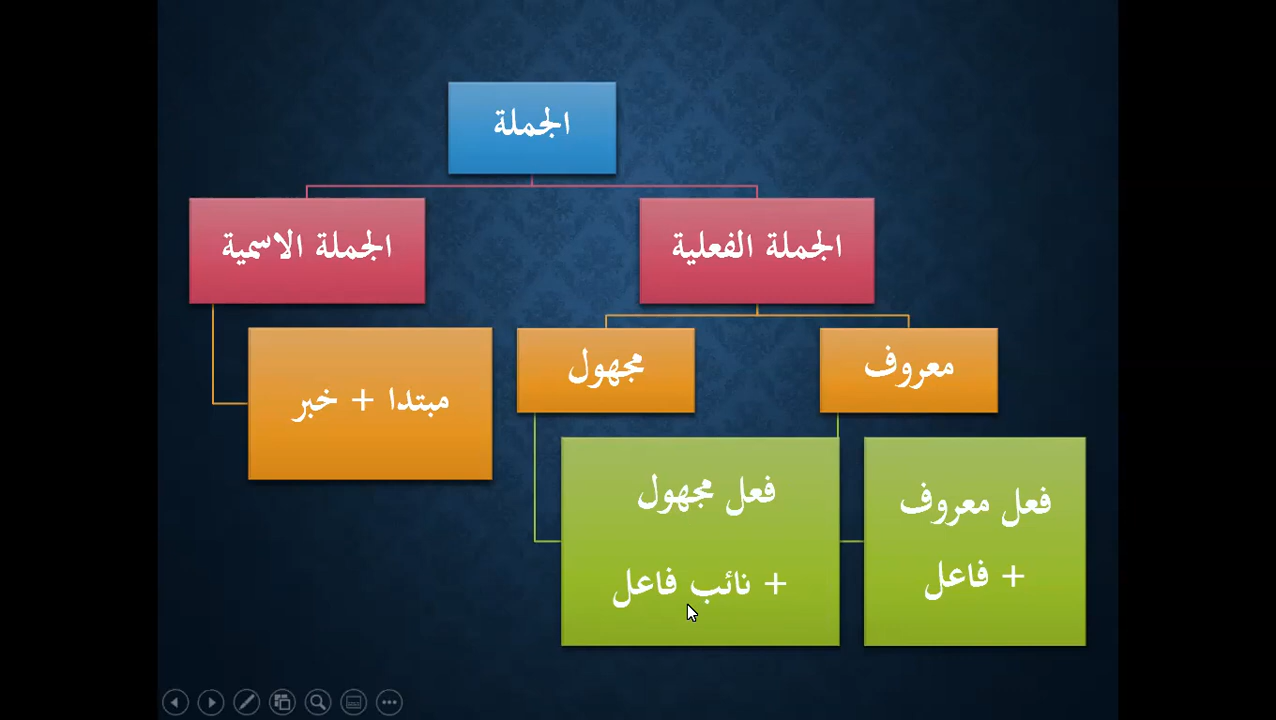 الجملة
الجملة الفعلية
الجملة الاسمية
معروف
مجهول
مبتدا + خبر
فعل معروف
+ فاعل
فعل مجهول
+ نائب فاعل